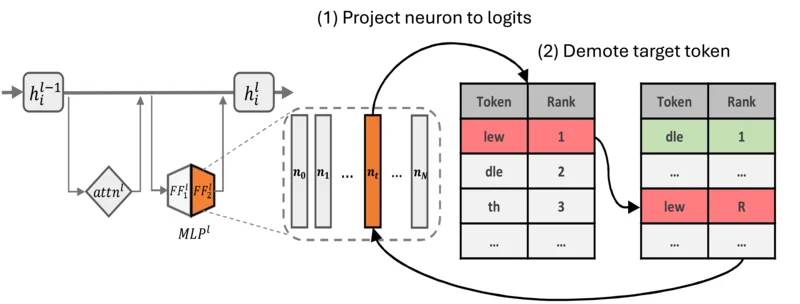 (1) Project neuron to logits
(2) Demote target token
h_i^{l-1}
h_i^l
attn^l
FF_1^l
FF_2^l
MLP^l
n_0 n_1 ... n_t ... n_N
Token Rank
lew 1
dle 2
th 3
... ...
Token Rank
dle 1
... ...
lew R
... ...